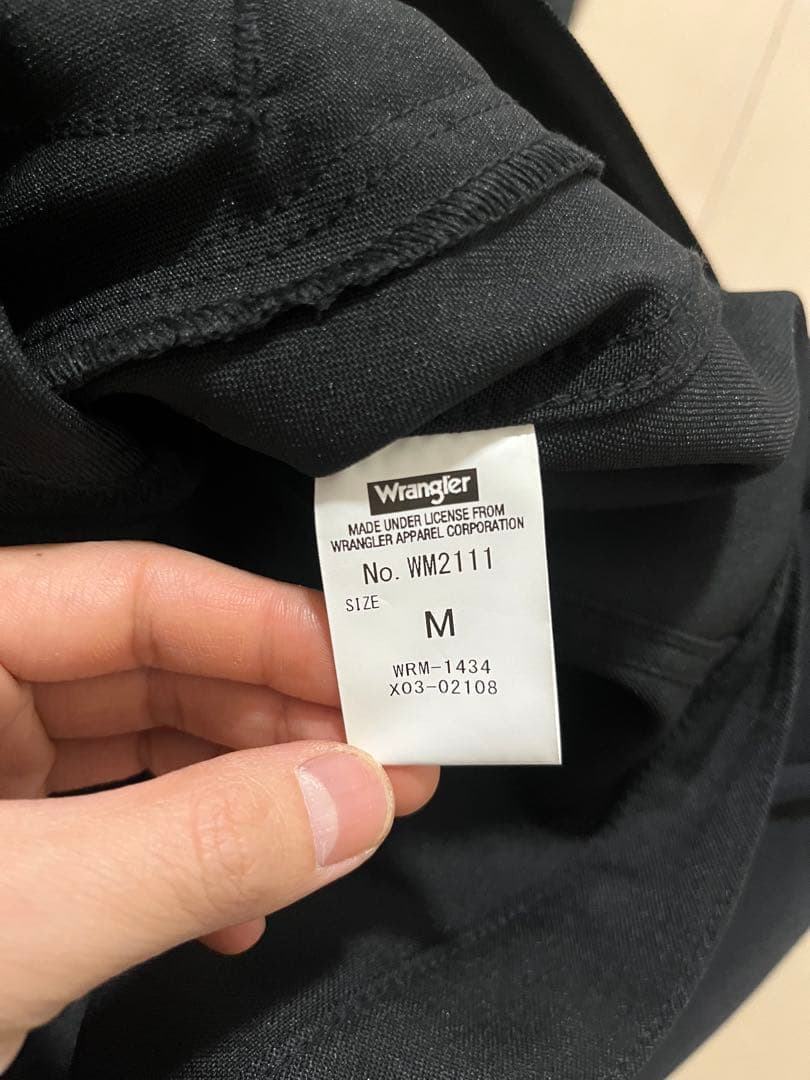 Wrangler
MADE UNDER LICENSE FROM
WRANGLER APPAREL CORPORATION
No. WM2111
SIZE
M
WRM-1434
X03-02108